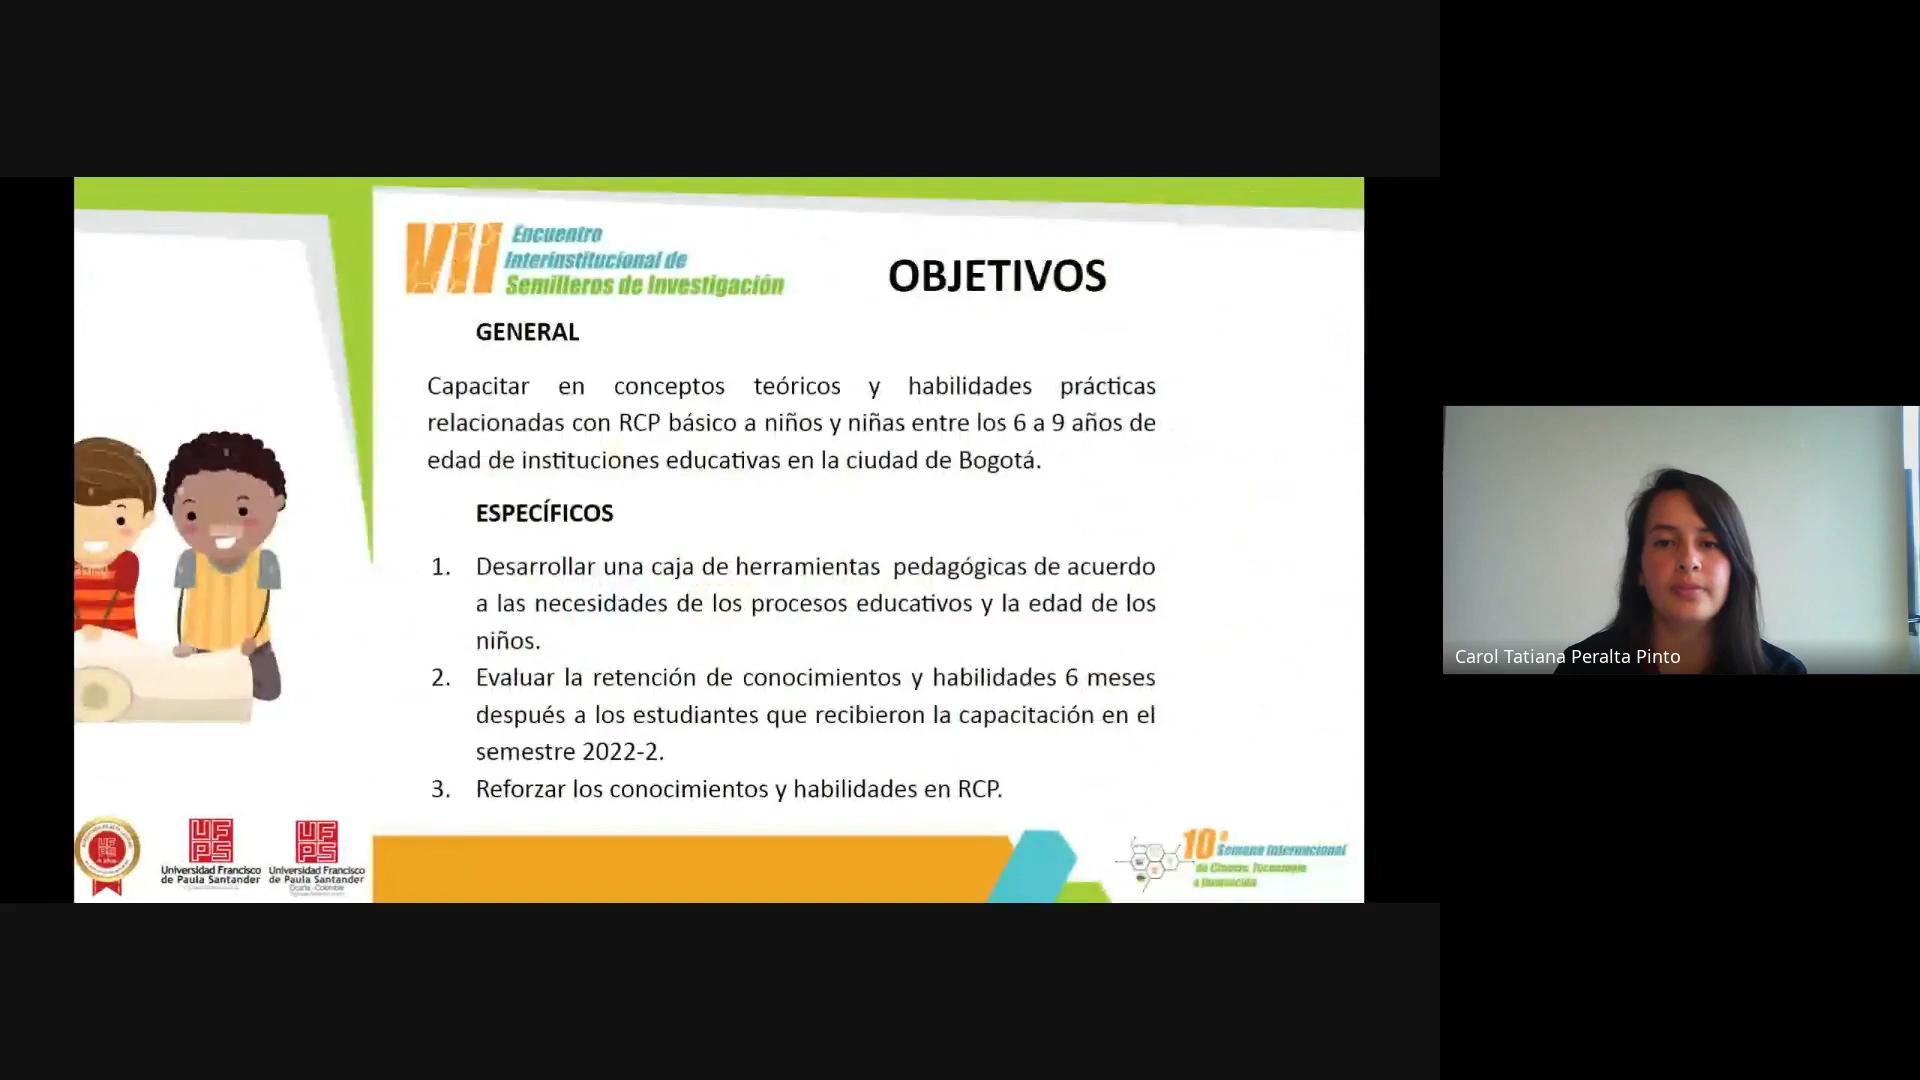 VII Encuentro
Interinstitucional de
Semilleros de Investigación
OBJETIVOS
GENERAL
Capacitar en conceptos teóricos y habilidades prácticas
relacionadas con RCP básico a niños y niñas entre los 6 a 9 años de
edad de instituciones educativas en la ciudad de Bogotá.
ESPECÍFICOS
1. Desarrollar una caja de herramientas pedagógicas de acuerdo
a las necesidades de los procesos educativos y la edad de los
niños.
2. Evaluar la retención de conocimientos y habilidades 6 meses
después a los estudiantes que recibieron la capacitación en el
semestre 2022-2.
3. Reforzar los conocimientos y habilidades en RCP.
UFPS
Universidad Francisco
de Paula Santander
UFPS
Universidad Francisco
de Paula Santander
Ocaña - Colombia
10ª Semana Internacional
de Ciencia, Tecnología
e Innovación
Carol Tatiana Peralta Pinto